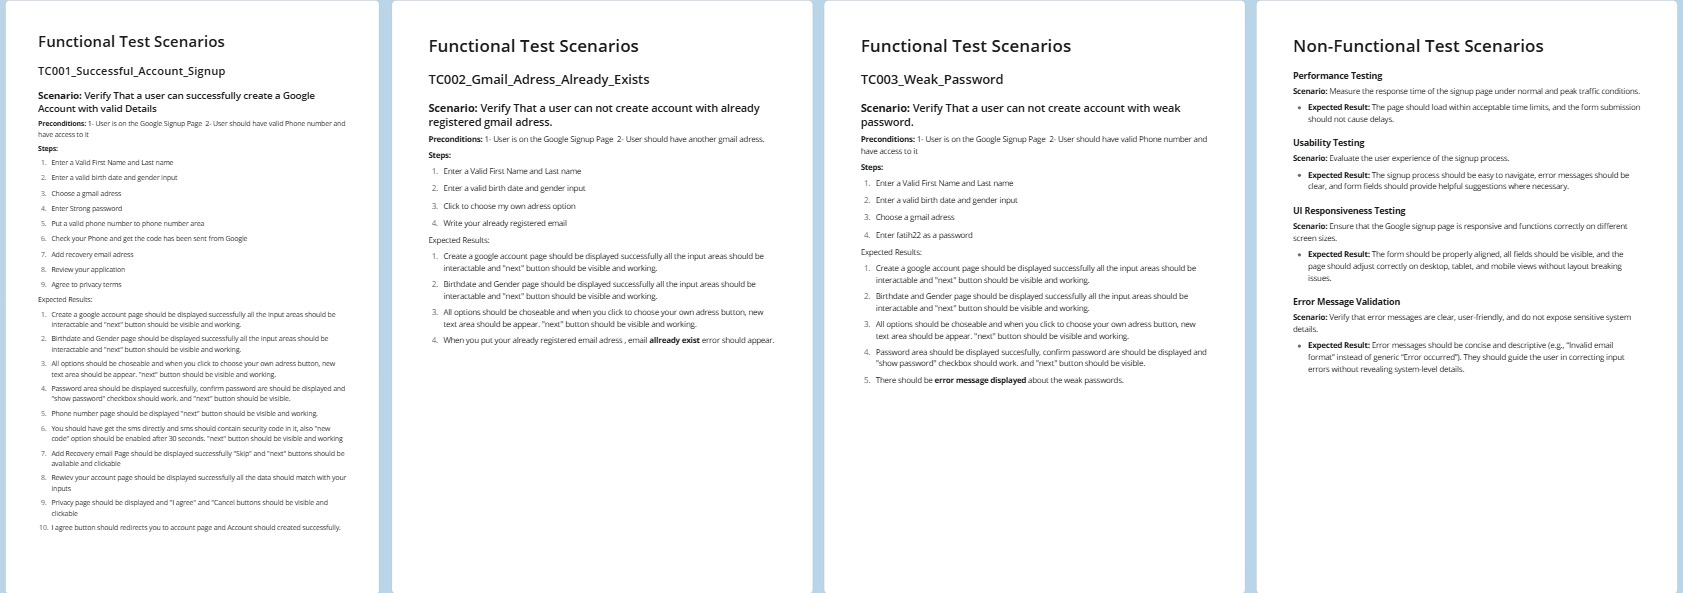 Functional Test Scenarios
TC001_Successful_Account_Signup
Scenario: Verify That a user can successfully create a Google
Account with valid Details
Preconditions: 1- User is on the Google Signup Page 2- User should have valid Phone number and
have access to it
Steps:
1. Enter a Valid First Name and Last name
2. Enter a valid birth date and gender input
3. Choose a gmail adress
4. Enter Strong password
5. Put a valid phone number to phone number area
6. Check your Phone and get the code has been sent from Google
7. Add recovery email adress
8. Review your application
9. Agree to privacy terms
Expected Results:
1. Create a google account page should be displayed successfully all the input areas should be
interactable and "next" button should be visible and working.
2. Birthdate and Gender page should be displayed successfully all the input areas should be
interactable and "next" button should be visible and working.
3. All options should be choseable and when you click to choose your own adress button, new
text area should be appear. "next" button should be visible and working.
4. Password area should be displayed succesfully, confirm password are should be displayed and
"show password" checkbox should work. and "next" button should be visible.
5. Phone number page should be displayed "next" button should be visible and working.
6. You should have get the sms directly and sms should contain security code in it, also "new
code" option should be enabled after 30 seconds. "next" button should be visible and working
7. Add Recovery email Page should be displayed successfully "Skip" and "next" buttons should be
avaliable and clickable
8. Rewiev your account page should be displayed successfully all the data should match with your
inputs
9. Privacy page should be displayed and "I agree" and "Cancel buttons should be visible and
clickable
10. I agree button should redirects you to account page and Account should created successfully.
Functional Test Scenarios
TC002_Gmail_Adress_Already_Exists
Scenario: Verify That a user can not create account with already
registered gmail adress.
Preconditions: 1- User is on the Google Signup Page 2- User should have another gmail adress.
Steps:
1. Enter a Valid First Name and Last name
2. Enter a valid birth date and gender input
3. Click to choose my own adress option
4. Write your already registered email
Expected Results:
1. Create a google account page should be displayed successfully all the input areas should be
interactable and "next" button should be visible and working.
2. Birthdate and Gender page should be displayed successfully all the input areas should be
interactable and "next" button should be visible and working.
3. All options should be choseable and when you click to choose your own adress button, new
text area should be appear. "next" button should be visible and working.
4. When you put your already registered email adress , email allready exist error should appear.
Functional Test Scenarios
TC003_Weak_Password
Scenario: Verify That a user can not create account with weak
password.
Preconditions: 1- User is on the Google Signup Page 2- User should have valid Phone number and
have access to it
Steps:
1. Enter a Valid First Name and Last name
2. Enter a valid birth date and gender input
3. Choose a gmail adress
4. Enter fatih22 as a password
Expected Results:
1. Create a google account page should be displayed successfully all the input areas should be
interactable and "next" button should be visible and working.
2. Birthdate and Gender page should be displayed successfully all the input areas should be
interactable and "next" button should be visible and working.
3. All options should be choseable and when you click to choose your own adress button, new
text area should be appear. "next" button should be visible and working.
4. Password area should be displayed succesfully, confirm password are should be displayed and
"show password" checkbox should work. and "next" button should be visible.
5. There should be error message displayed about the weak passwords.
Non-Functional Test Scenarios
Performance Testing
Scenario: Measure the response time of the signup page under normal and peak traffic conditions.
• Expected Result: The page should load within acceptable time limits, and the form submission
should not cause delays.
Usability Testing
Scenario: Evaluate the user experience of the signup process.
• Expected Result: The signup process should be easy to navigate, error messages should be
clear, and form fields should provide helpful suggestions where necessary.
UI Responsiveness Testing
Scenario: Ensure that the Google signup page is responsive and functions correctly on different
screen sizes.
• Expected Result: The form should be properly aligned, all fields should be visible, and the
page should adjust correctly on desktop, tablet, and mobile views without layout breaking
issues.
Error Message Validation
Scenario: Verify that error messages are clear, user-friendly, and do not expose sensitive system
details.
• Expected Result: Error messages should be concise and descriptive (e.g., "Invalid email
format" instead of generic "Error occurred"). They should guide the user in correcting input
errors without revealing system-level details.